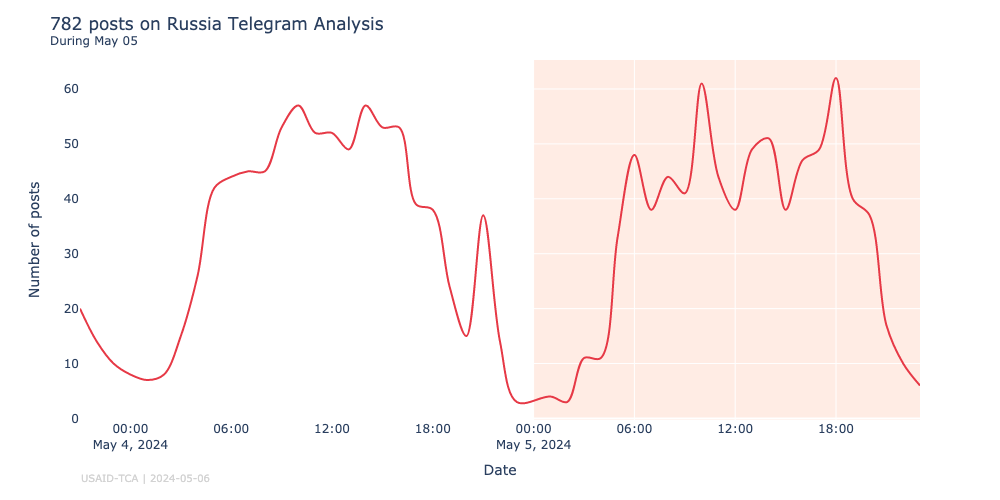 782 posts on Russia Telegram Analysis
During May 05
60
50
40
30
20
10
0
Number of posts
00:00
May 4, 2024
06:00
12:00
18:00
00:00
May 5, 2024
06:00
12:00
18:00
Date
USAID-TCA | 2024-05-06